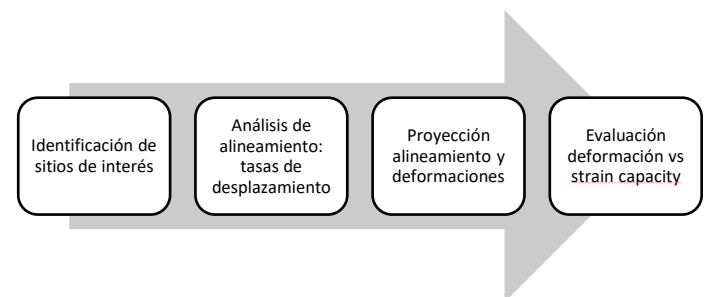 Identificación de
sitios de interés
Análisis de
alineamiento:
tasas de
desplazamiento
Proyección
alineamiento y
deformaciones
Evaluación
deformación vs
strain capacity